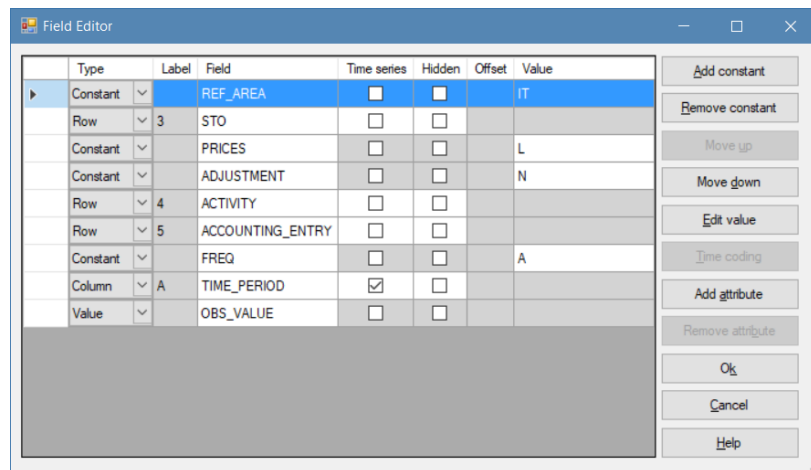 Field Editor
Type Label Field Time series Hidden Offset Value
Constant REF_AREA IT
Row 3 STO
Constant PRICES L
Constant ADJUSTMENT N
Row 4 ACTIVITY
Row 5 ACCOUNTING_ENTRY
Constant FREQ A
Column A TIME_PERIOD
Value OBS_VALUE
Add constant
Remove constant
Move up
Move down
Edit value
Time coding
Add attribute
Remove attribute
Ok
Cancel
Help